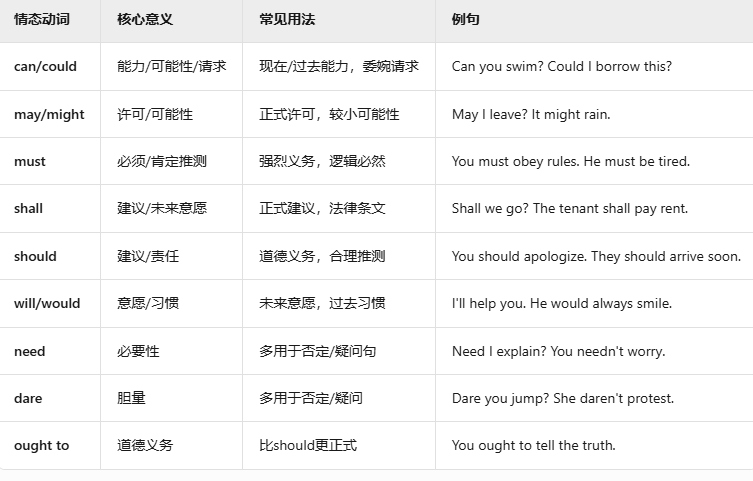 情态动词 核心意义 常见用法 例句
can/could 能力/可能性/请求 现在/过去能力，委婉请求 Can you swim? Could I borrow this?
may/might 许可/可能性 正式许可，较小可能性 May I leave? It might rain.
must 必须/肯定推测 强烈义务，逻辑必然 You must obey rules. He must be tired.
shall 建议/未来意愿 正式建议，法律条文 Shall we go? The tenant shall pay rent.
should 建议/责任 道德义务，合理推测 You should apologize. They should arrive soon.
will/would 意愿/习惯 未来意愿，过去习惯 I'll help you. He would always smile.
need 必要性 多用于否定/疑问句 Need I explain? You needn't worry.
dare 胆量 多用于否定/疑问 Dare you jump? She daren't protest.
ought to 道德义务 比should更正式 You ought to tell the truth.